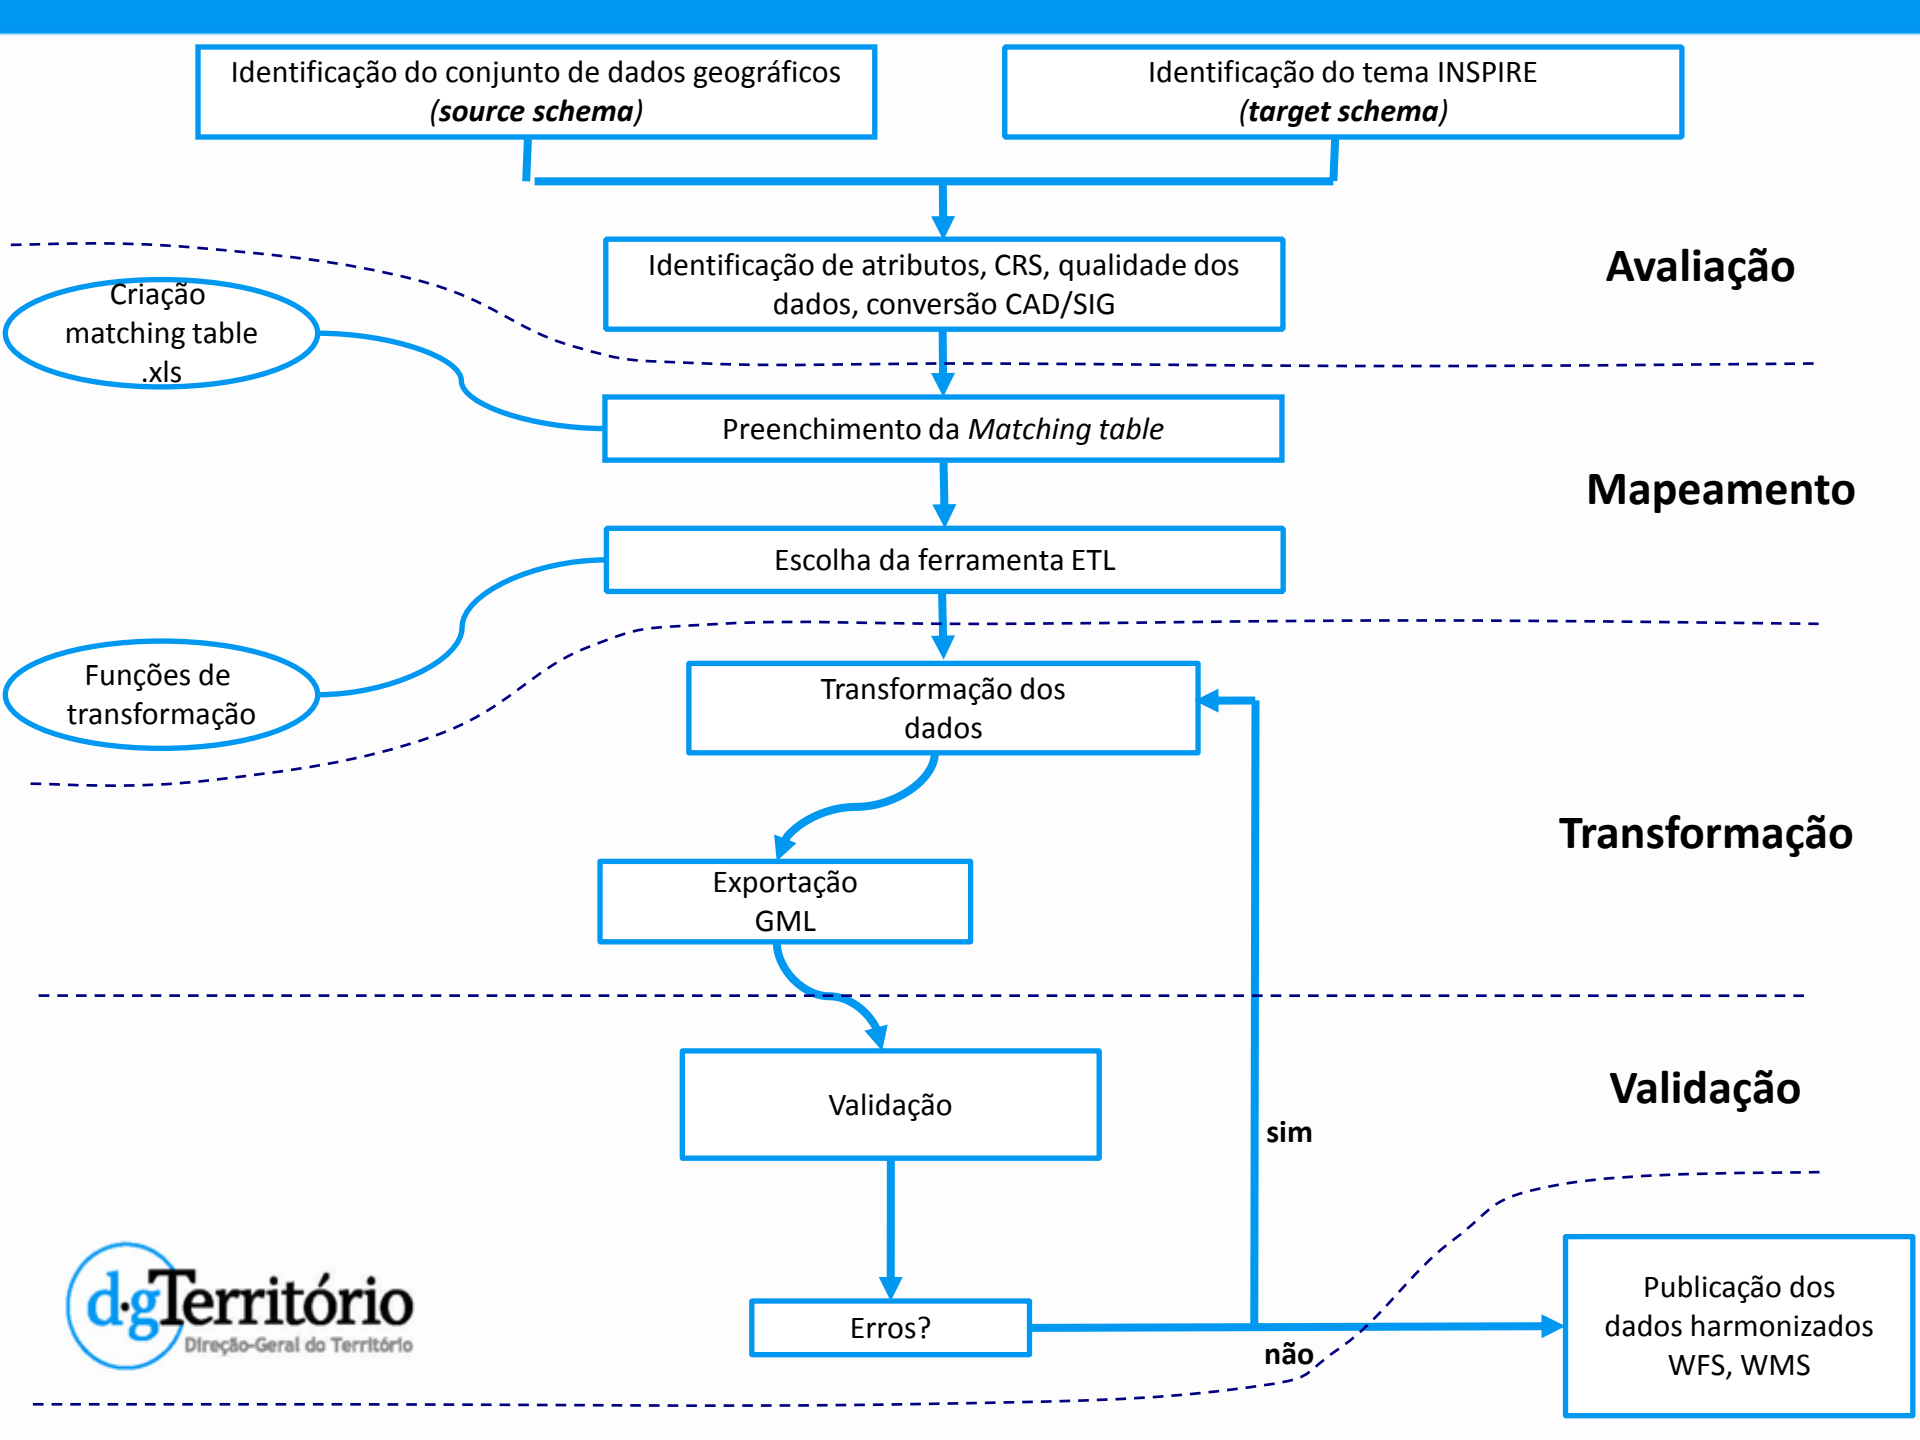 Identificação do conjunto de dados geográficos
(source schema)
Identificação do tema INSPIRE
(target schema)
Identificação de atributos, CRS, qualidade dos
dados, conversão CAD/SIG
Avaliação
Criação
matching table
.xls
Preenchimento da Matching table
Mapeamento
Escolha da ferramenta ETL
Funções de
transformação
Transformação dos
dados
Transformação
Exportação
GML
Validação
Validação
sim
Erros?
não
Publicação dos
dados harmonizados
WFS, WMS
d·gTerritório
Direção-Geral do Território